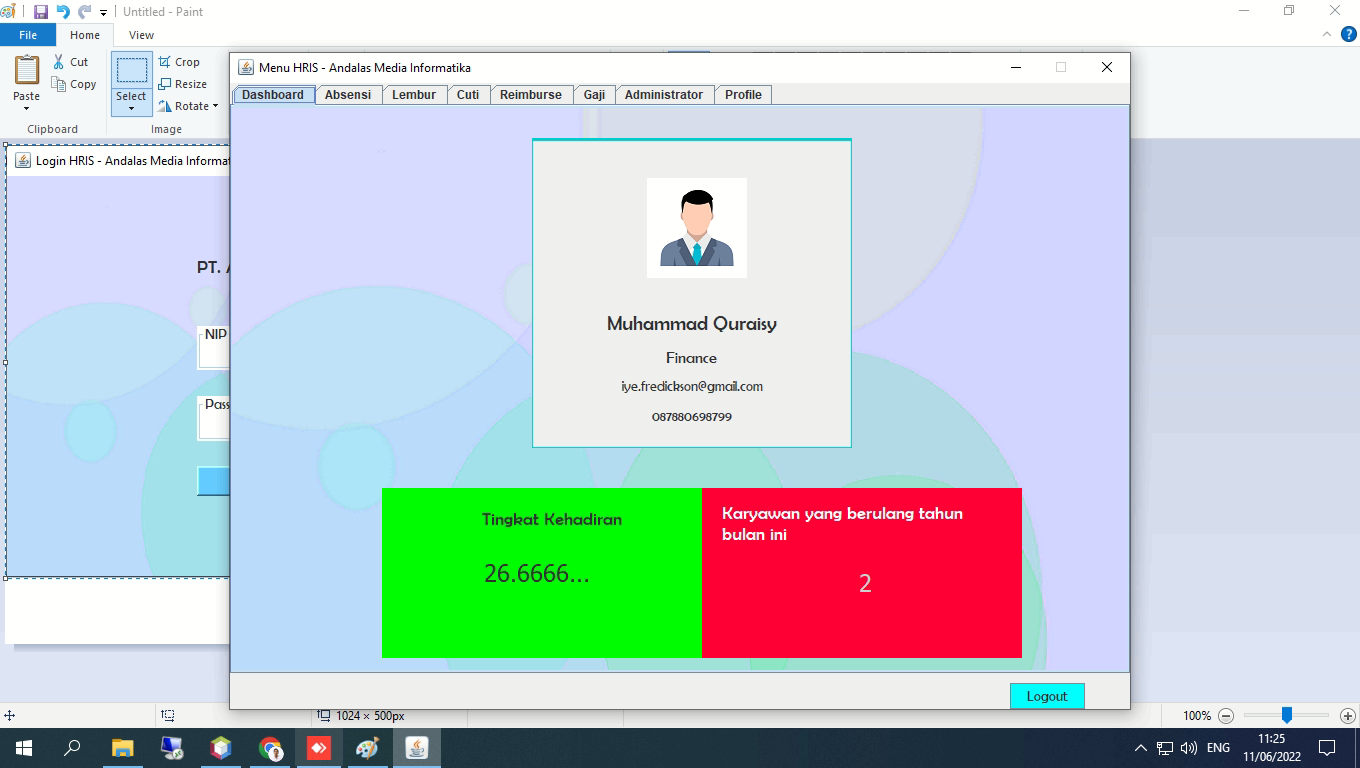 Untitled - Paint
File
Home
View
Paste
Cut
Copy
Clipboard
Select
Crop
Resize
Rotate
Image
Login HRIS - Andalas Media Informat
PT.
NIP
Pass
Menu HRIS - Andalas Media Informatika
Dashboard
Absensi
Lembur
Cuti
Reimburse
Gaji
Administrator
Profile
Muhammad Quraisy
Finance
iye.fredickson@gmail.com
087880698799
Tingkat Kehadiran
26.6666...
Karyawan yang berulang tahun
bulan ini
2
Logout
1024 × 500px
100%
ENG
11:25
11/06/2022